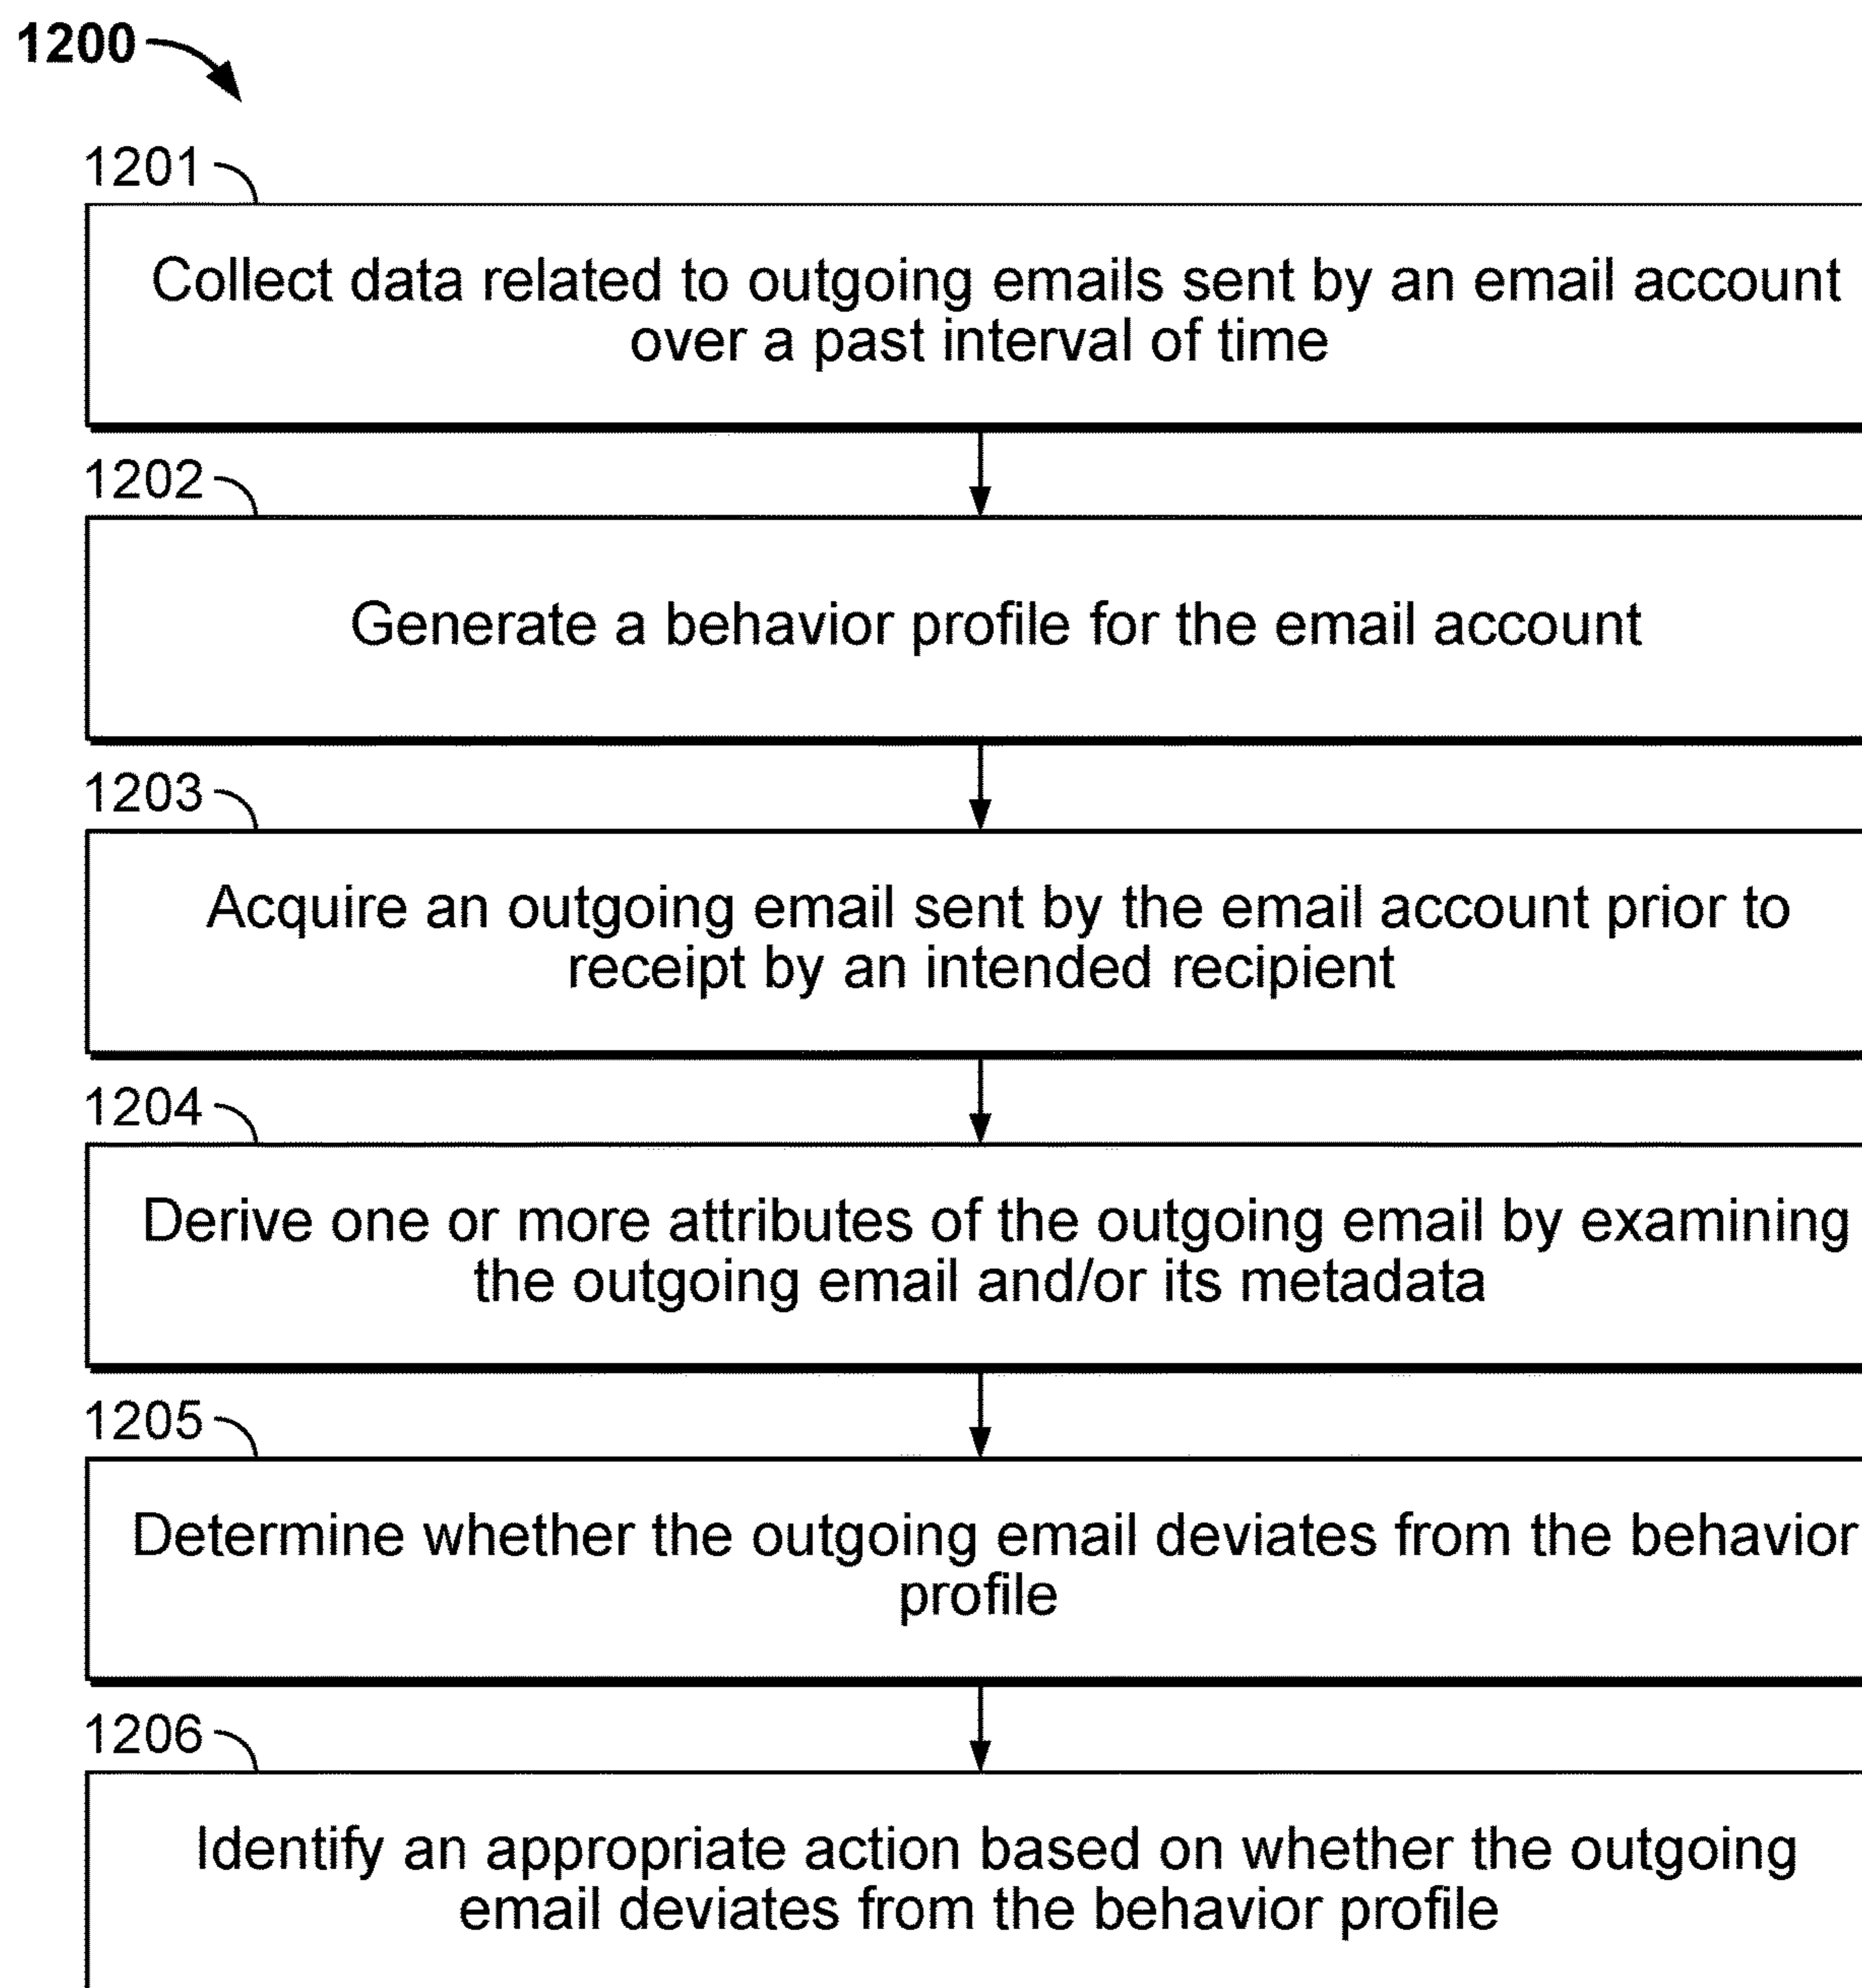 1200
1201
Collect data related to outgoing emails sent by an email account
over a past interval of time
1202
Generate a behavior profile for the email account
1203
Acquire an outgoing email sent by the email account prior to
receipt by an intended recipient
1204
Derive one or more attributes of the outgoing email by examining
the outgoing email and/or its metadata
1205
Determine whether the outgoing email deviates from the behavior
profile
1206
Identify an appropriate action based on whether the outgoing
email deviates from the behavior profile